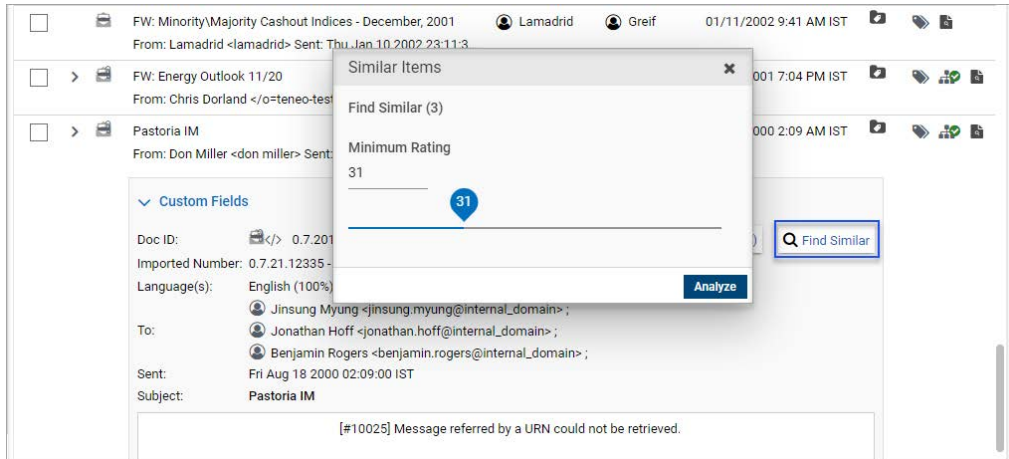 FW: Minority\Majority Cashout Indices - December, 2001 Lamadrid Greif 01/11/2002 9:41 AM IST
From: Lamadrid <lamadrid> Sent: Thu Jan 10 2002 23:11:3
Similar Items
FW: Energy Outlook 11/20 001 7:04 PM IST
From: Chris Dorland </o=teneo-test
Find Similar (3)
Pastoria IM 000 2:09 AM IST
From: Don Miller <don miller> Sent:
Minimum Rating
31
31
Custom Fields
Doc ID: </> 0.7.201 ) Find Similar
Imported Number: 0.7.21.12335 -
Language(s): English (100%)
Analyze
Jinsung Myung <jinsung.myung@internal_domain> ;
To: Jonathan Hoff <jonathan.hoff@internal_domain> ;
Benjamin Rogers <benjamin.rogers@internal_domain> ;
Sent: Fri Aug 18 2000 02:09:00 IST
Subject: Pastoria IM
[#10025] Message referred by a URN could not be retrieved.